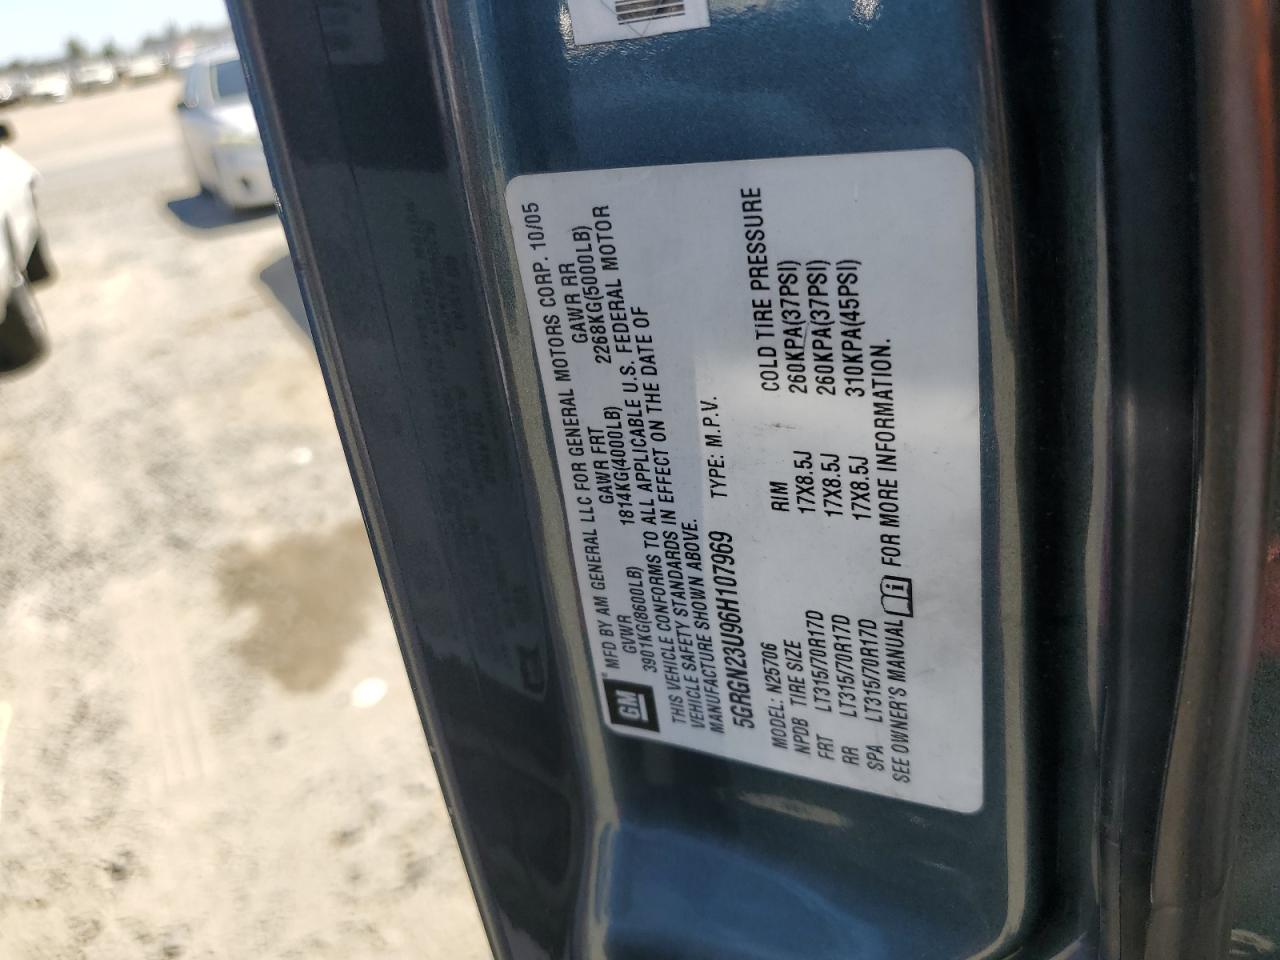 GM
MFD BY AM GENERAL LLC FOR GENERAL MOTORS CORP. 10/05
GVWR GAWR FRT GAWR RR
3901KG(8600LB) 1814KG(4000LB) 2268KG(5000LB)
THIS VEHICLE CONFORMS TO ALL APPLICABLE U.S. FEDERAL MOTOR
VEHICLE SAFETY STANDARDS IN EFFECT ON THE DATE OF
MANUFACTURE SHOWN ABOVE.
5GRGN23U96H107969 TYPE: M.P.V.
MODEL: N25706
NPDB TIRE SIZE RIM COLD TIRE PRESSURE
FRT LT315/70R17D 17X8.5J 260KPA(37PSI)
RR LT315/70R17D 17X8.5J 260KPA(37PSI)
SPA LT315/70R17D 17X8.5J 310KPA(45PSI)
SEE OWNER'S MANUAL FOR MORE INFORMATION.